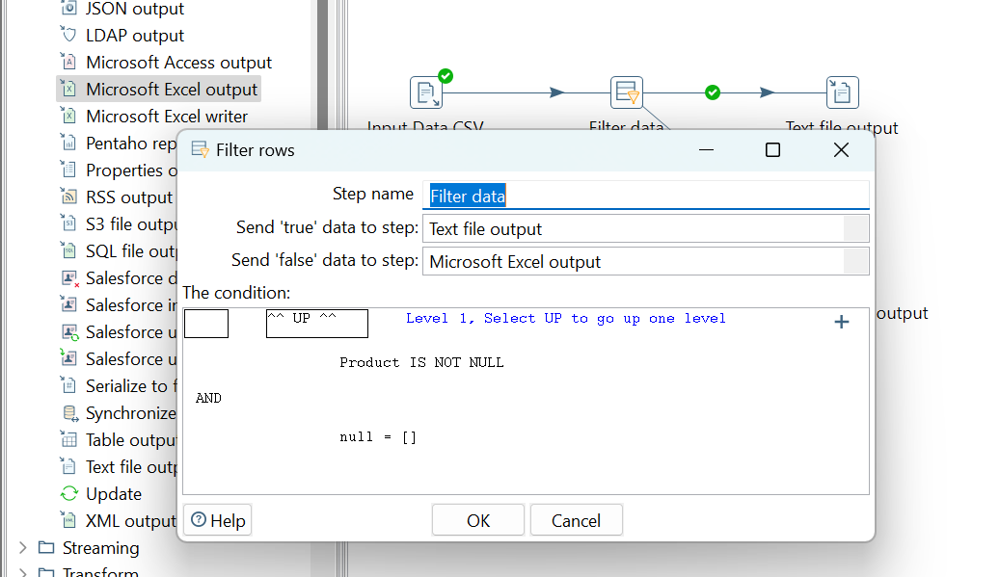 JSON output
LDAP output
Microsoft Access output
Microsoft Excel output
Microsoft Excel writer
Pentaho rep
Properties o
RSS output
S3 file outpu
SQL file out
Salesforce d
Salesforce in
Salesforce u
Salesforce u
Serialize to f
Synchronize
Table output
Text file out
Update
XML output
Streaming
Transform
Input Data CSV
Filter data
Text file output
output
Filter rows
Step name Filter data
Send 'true' data to step: Text file output
Send 'false' data to step: Microsoft Excel output
The condition:
^^ UP ^^ Level 1, Select UP to go up one level
Product IS NOT NULL
AND
null = []
Help OK Cancel